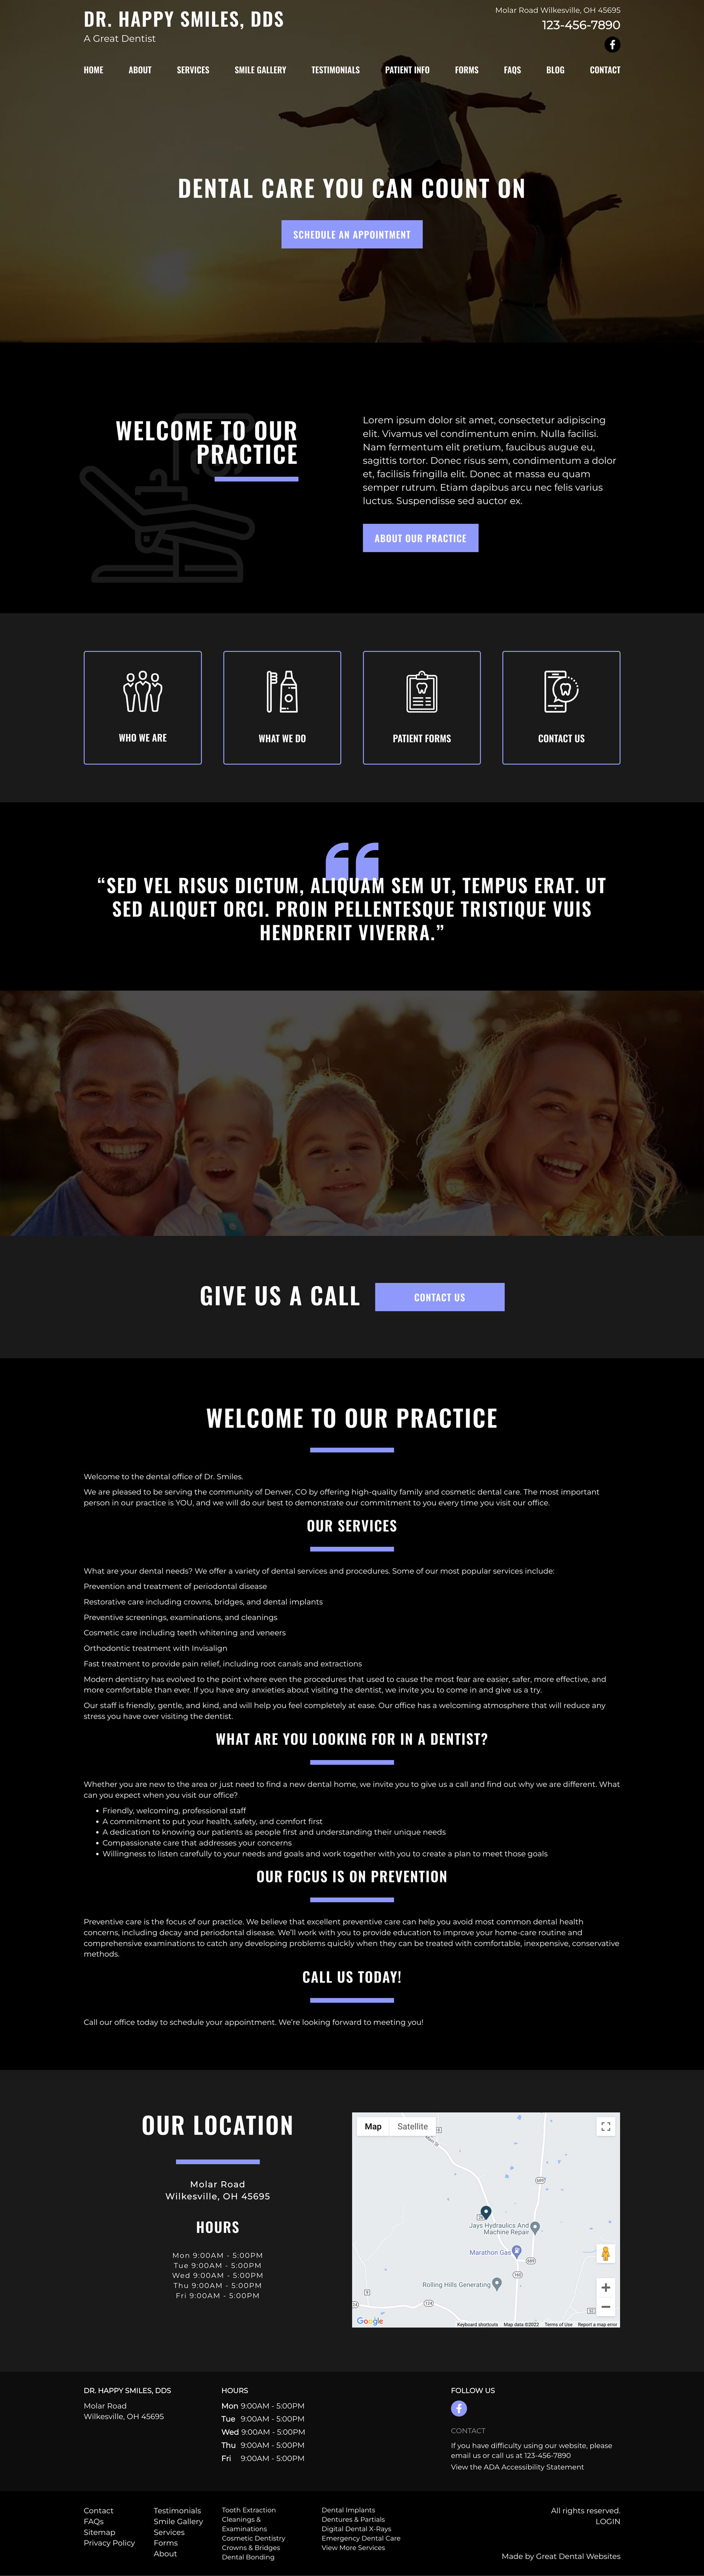 DR. HAPPY SMILES, DDS
A Great Dentist
Molar Road Wilkesville, OH 45695
123-456-7890
HOME ABOUT SERVICES SMILE GALLERY TESTIMONIALS PATIENT INFO FORMS FAQS BLOG CONTACT
DENTAL CARE YOU CAN COUNT ON
SCHEDULE AN APPOINTMENT
WELCOME TO OUR
PRACTICE
Lorem ipsum dolor sit amet, consectetur adipiscing
elit. Vivamus vel condimentum enim. Nulla facilisi.
Nam fermentum elit pretium, faucibus augue eu,
sagittis tortor. Donec risus sem, condimentum a dolor
et, facilisis fringilla elit. Donec at massa eu quam
semper rutrum. Etiam dapibus arcu nec felis varius
luctus. Suspendisse sed auctor ex.
ABOUT OUR PRACTICE
WHO WE ARE
WHAT WE DO
PATIENT FORMS
CONTACT US
“SED VEL RISUS DICTUM, ALIQUAM SEM UT, TEMPUS ERAT. UT
SED ALIQUET ORCI. PROIN PELLENTESQUE TRISTIQUE VUIS
HENDRERIT VIVERRA.”
GIVE US A CALL
CONTACT US
WELCOME TO OUR PRACTICE
Welcome to the dental office of Dr. Smiles.
We are pleased to be serving the community of Denver, CO by offering high-quality family and cosmetic dental care. The most important
person in our practice is YOU, and we will do our best to demonstrate our commitment to you every time you visit our office.
OUR SERVICES
What are your dental needs? We offer a variety of dental services and procedures. Some of our most popular services include:
Prevention and treatment of periodontal disease
Restorative care including crowns, bridges, and dental implants
Preventive screenings, examinations, and cleanings
Cosmetic care including teeth whitening and veneers
Orthodontic treatment with Invisalign
Fast treatment to provide pain relief, including root canals and extractions
Modern dentistry has evolved to the point where even the procedures that used to cause the most fear are easier, safer, more effective, and
more comfortable than ever. If you have any anxieties about visiting the dentist, we invite you to come in and give us a try.
Our staff is friendly, gentle, and kind, and will help you feel completely at ease. Our office has a welcoming atmosphere that will reduce any
stress you have over visiting the dentist.
WHAT ARE YOU LOOKING FOR IN A DENTIST?
Whether you are new to the area or just need to find a new dental home, we invite you to give us a call and find out why we are different. What
can you expect when you visit our office?
• Friendly, welcoming, professional staff
• A commitment to put your health, safety, and comfort first
• A dedication to knowing our patients as people first and understanding their unique needs
• Compassionate care that addresses your concerns
• Willingness to listen carefully to your needs and goals and work together with you to create a plan to meet those goals
OUR FOCUS IS ON PREVENTION
Preventive care is the focus of our practice. We believe that excellent preventive care can help you avoid most common dental health
concerns, including decay and periodontal disease. We’ll work with you to provide education to improve your home-care routine and
comprehensive examinations to catch any developing problems quickly when they can be treated with comfortable, inexpensive, conservative
methods.
CALL US TODAY!
Call our office today to schedule your appointment. We’re looking forward to meeting you!
OUR LOCATION
Molar Road
Wilkesville, OH 45695
HOURS
Mon 9:00AM - 5:00PM
Tue 9:00AM - 5:00PM
Wed 9:00AM - 5:00PM
Thu 9:00AM - 5:00PM
Fri 9:00AM - 5:00PM
Map Satellite
689
Jays Hydraulics And
Machine Repair
Marathon Gas
689
160
Rolling Hills Generating
9
124
124
32
Google
Keyboard shortcuts Map data ©2022 Terms of Use Report a map error
DR. HAPPY SMILES, DDS
Molar Road
Wilkesville, OH 45695
HOURS
Mon 9:00AM - 5:00PM
Tue 9:00AM - 5:00PM
Wed 9:00AM - 5:00PM
Thu 9:00AM - 5:00PM
Fri 9:00AM - 5:00PM
FOLLOW US
CONTACT
If you have difficulty using our website, please
email us or call us at 123-456-7890
View the ADA Accessibility Statement
Contact
FAQs
Sitemap
Privacy Policy
Testimonials
Smile Gallery
Services
Forms
About
Tooth Extraction
Cleanings &
Examinations
Cosmetic Dentistry
Crowns & Bridges
Dental Bonding
Dental Implants
Dentures & Partials
Digital Dental X-Rays
Emergency Dental Care
View More Services
All rights reserved.
LOGIN
Made by Great Dental Websites